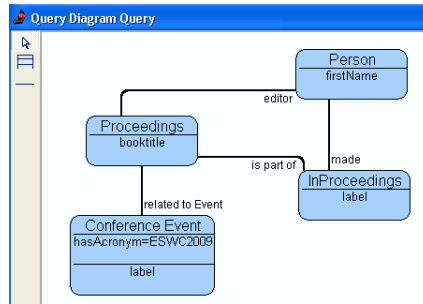 Query Diagram Query
Person
firstName
editor
Proceedings
booktitle
is part of
made
InProceedings
label
related to Event
Conference Event
hasAcronym=ESWC2009
label